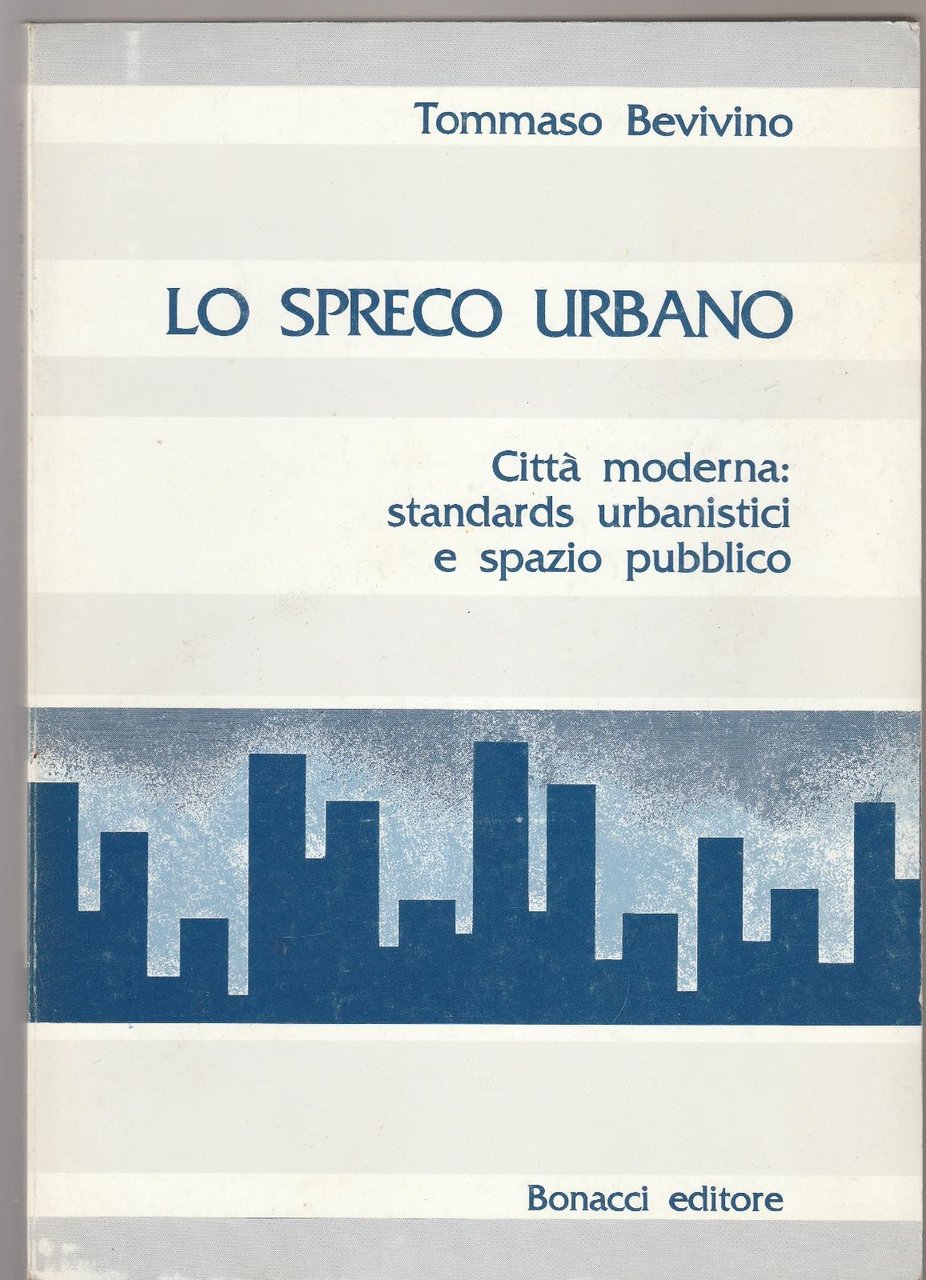 Tommaso Bevivino
LO SPRECO URBANO
Città moderna:
standards urbanistici
e spazio pubblico
Bonacci editore